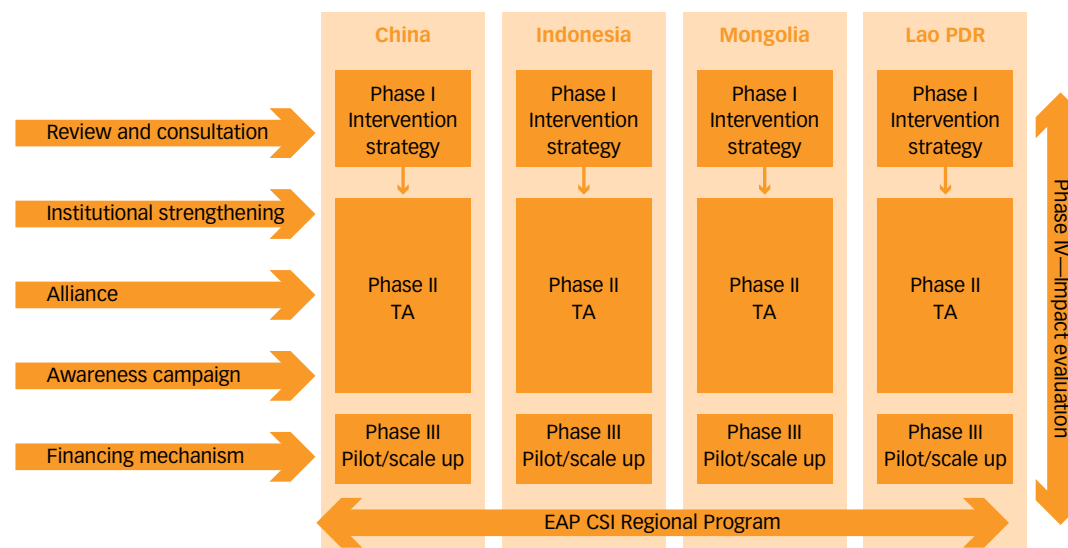 China
Indonesia
Mongolia
Lao PDR
Review and consultation
Phase I
Intervention
strategy
Phase I
Intervention
strategy
Phase I
Intervention
strategy
Phase I
Intervention
strategy
Institutional strengthening
Alliance
Awareness campaign
Phase II
TA
Phase II
TA
Phase II
TA
Phase II
TA
Financing mechanism
Phase III
Pilot/scale up
Phase III
Pilot/scale up
Phase III
Pilot/scale up
Phase III
Pilot/scale up
EAP CSI Regional Program
Phase IV—Impact evaluation